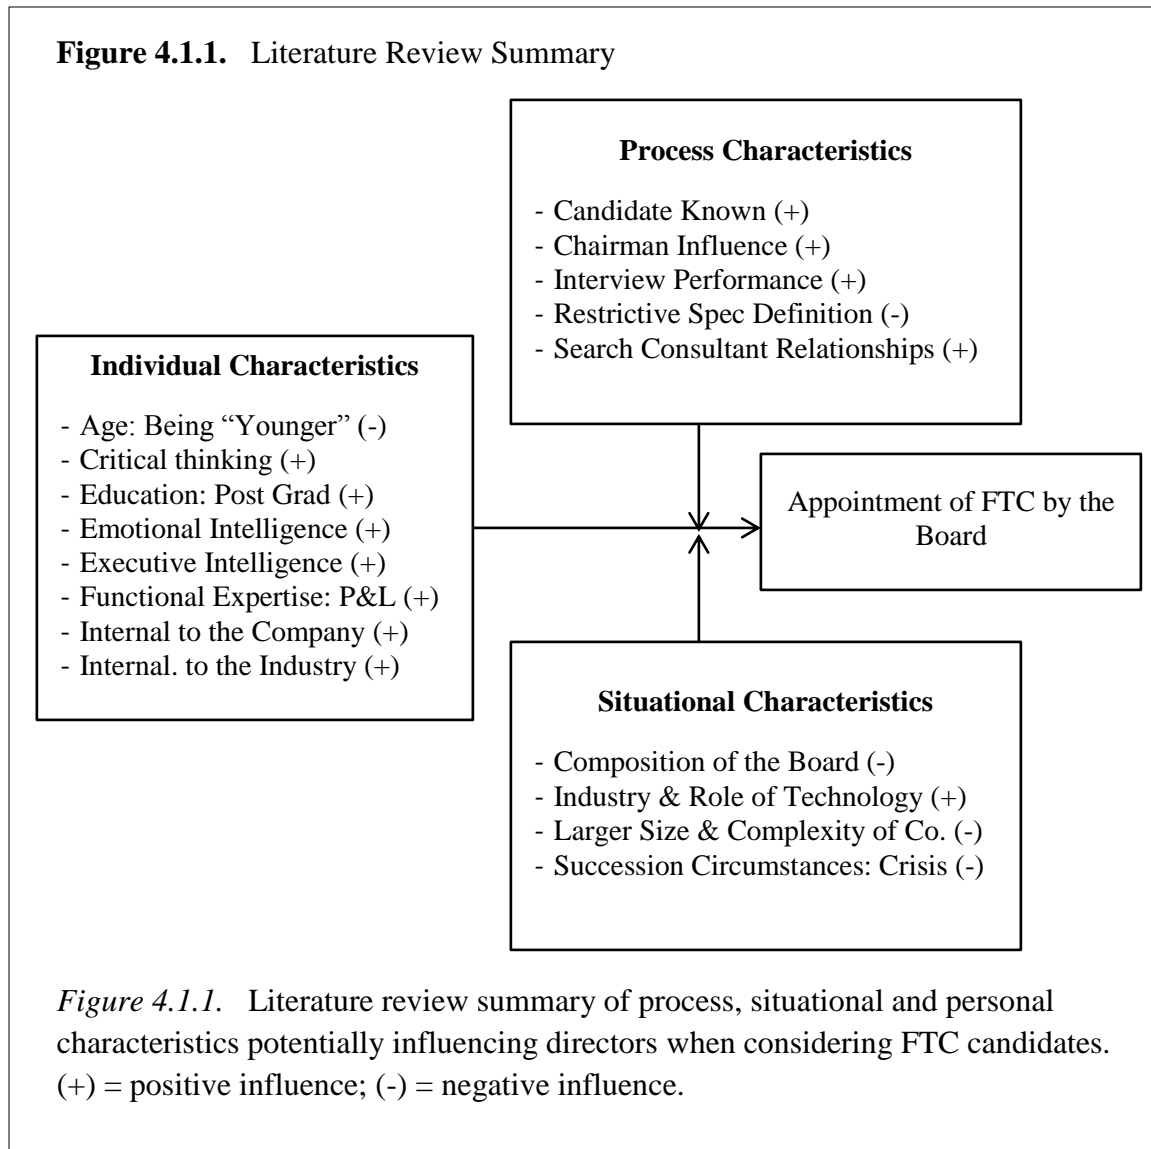 Figure 4.1.1. Literature Review Summary
Process Characteristics
- Candidate Known (+)
- Chairman Influence (+)
- Interview Performance (+)
- Restrictive Spec Definition (-)
- Search Consultant Relationships (+)
Individual Characteristics
- Age: Being “Younger” (-)
- Critical thinking (+)
- Education: Post Grad (+)
- Emotional Intelligence (+)
- Executive Intelligence (+)
- Functional Expertise: P&L (+)
- Internal to the Company (+)
- Internal. to the Industry (+)
Appointment of FTC by the
Board
Situational Characteristics
- Composition of the Board (-)
- Industry & Role of Technology (+)
- Larger Size & Complexity of Co. (-)
- Succession Circumstances: Crisis (-)
Figure 4.1.1. Literature review summary of process, situational and personal
characteristics potentially influencing directors when considering FTC candidates.
(+) = positive influence; (-) = negative influence.